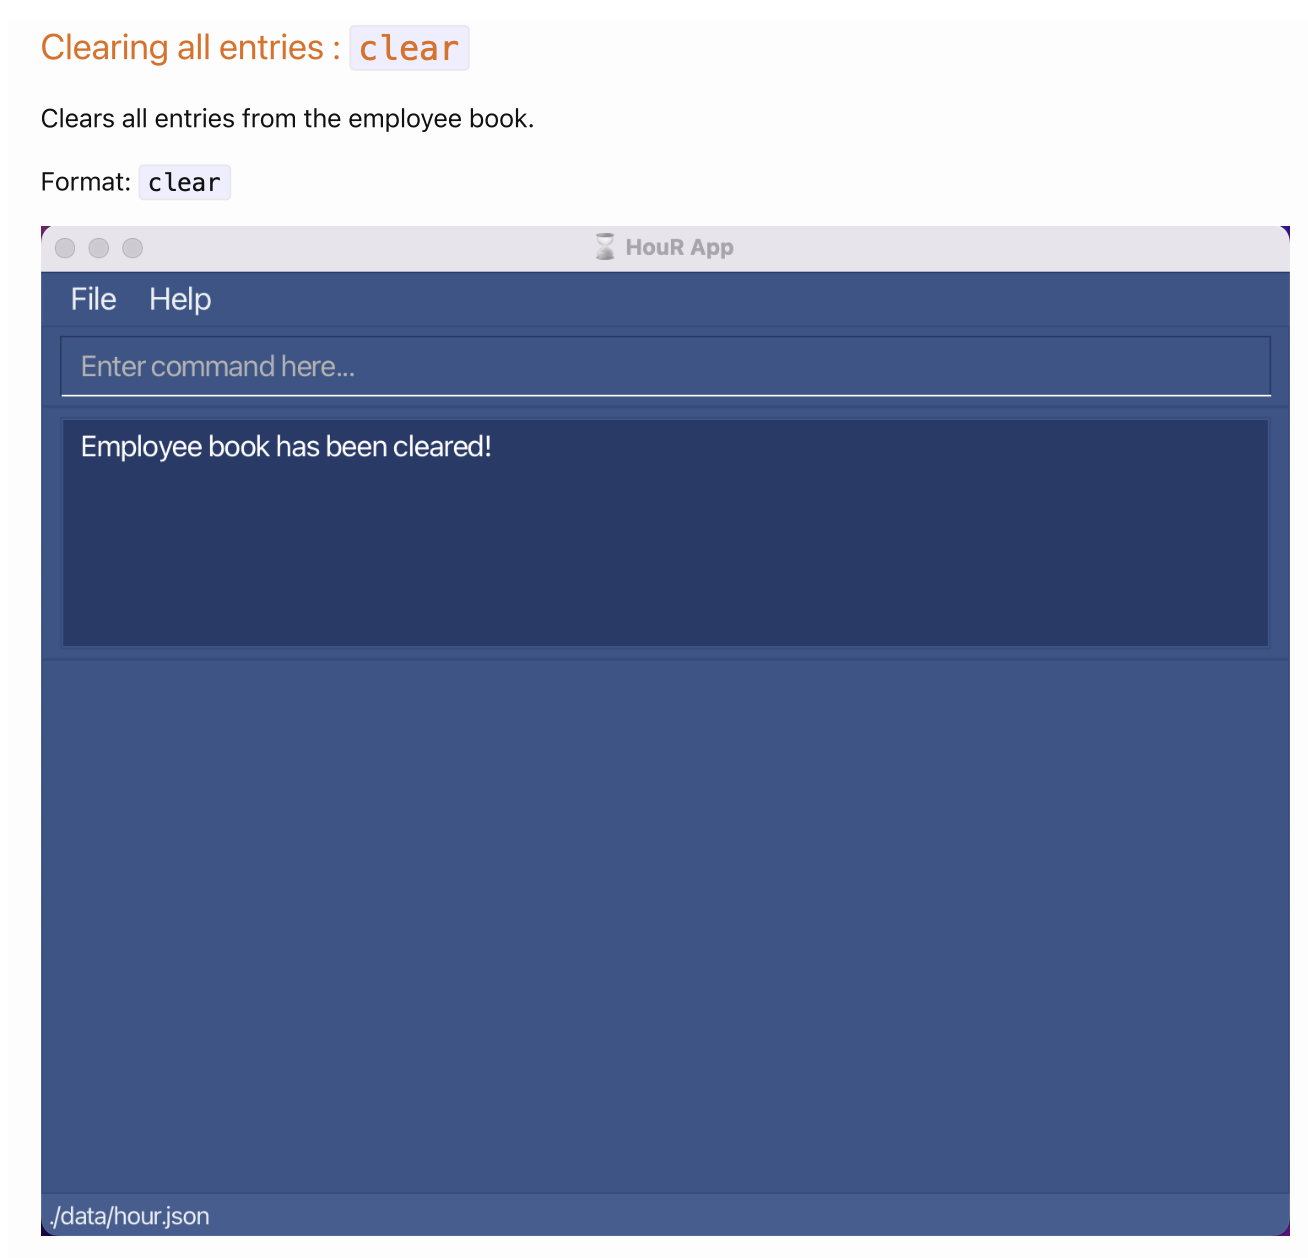 Clearing all entries : clear
Clears all entries from the employee book.
Format: clear
HouR App
File Help
Enter command here...
Employee book has been cleared!
./data/hour.json